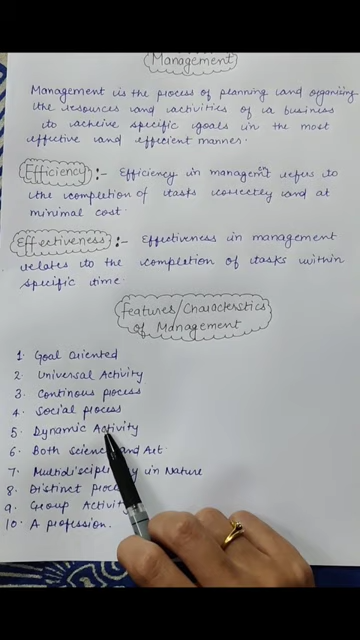 Management
Management is the process of planning and organizing
the resources and activities of a business
to achieve specific goals in the most
effective and efficient manner.
Efficiency :- Efficiency in management refers to
the completion of tasks correctly and at
minimal cost.
Effectiveness :- Effectiveness in management
relates to the completion of tasks within
specific time.
Features/Characterstics
of Management
1. Goal Oriented
2. Universal Activity
3. Continous process
4. Social process
5. Dynamic Activity
6. Both Science and Art
7. Multidisciplinary in Nature
8. Distinct process
9. Group Activity
10. A profession.